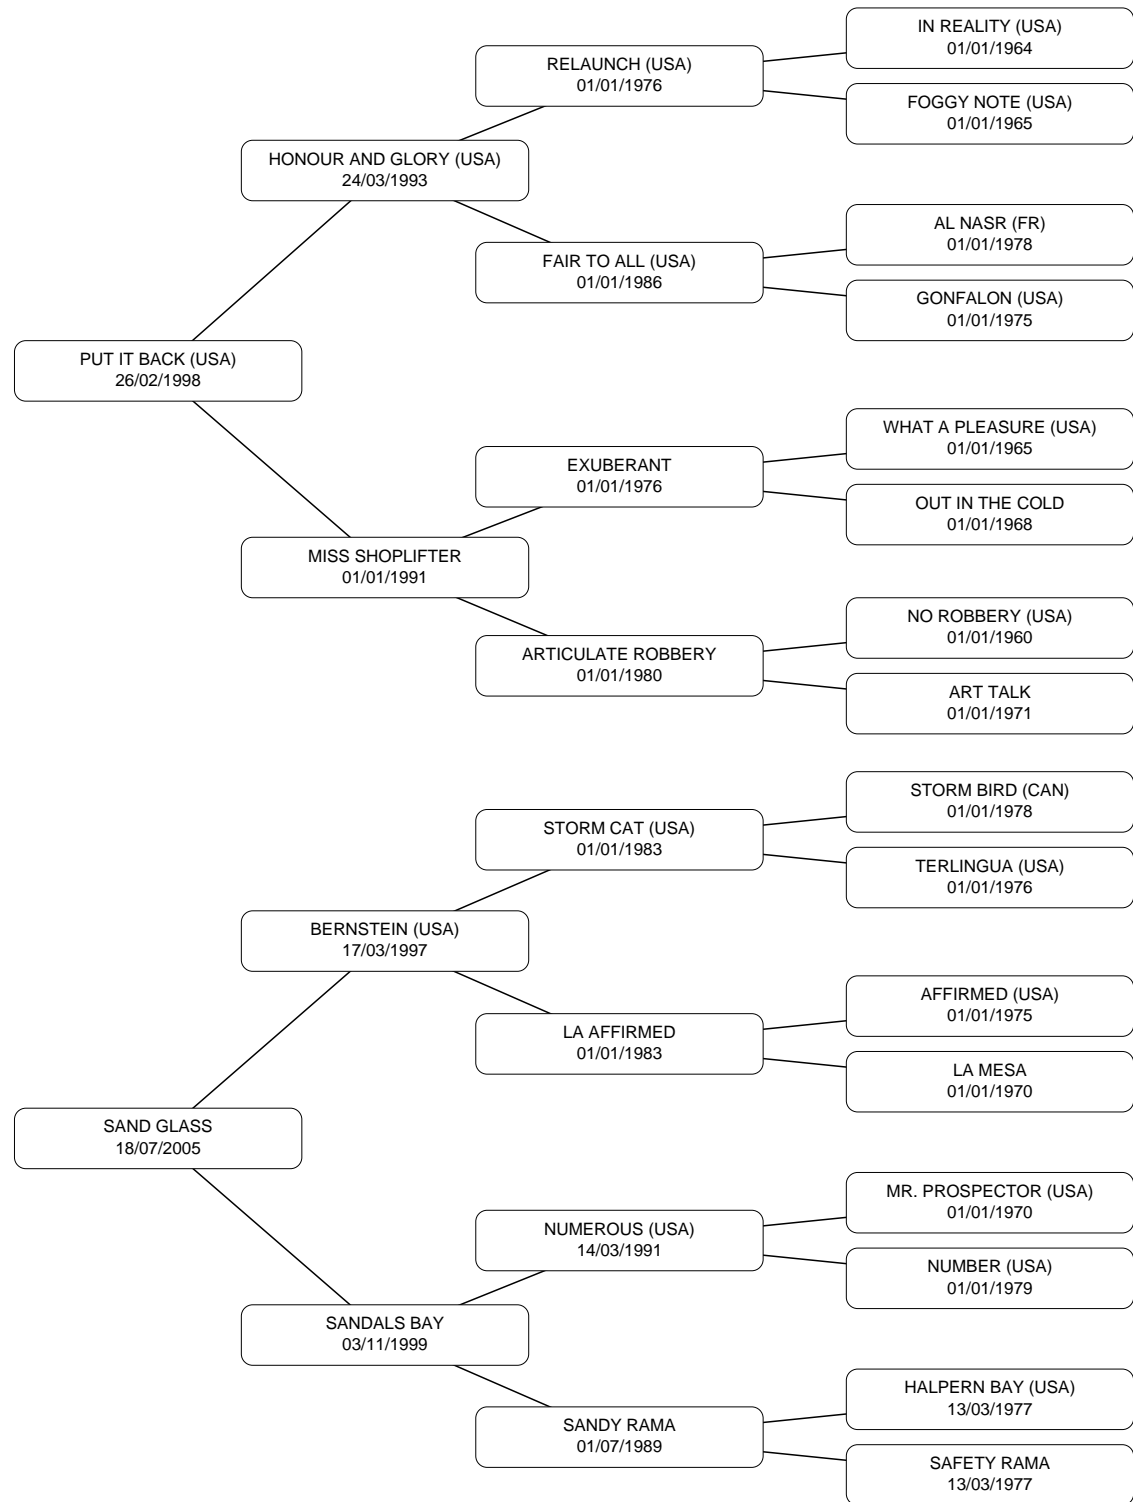 IN REALITY (USA)
01/01/1964
RELAUNCH (USA)
01/01/1976
FOGGY NOTE (USA)
01/01/1965
HONOUR AND GLORY (USA)
24/03/1993
AL NASR (FR)
01/01/1978
FAIR TO ALL (USA)
01/01/1986
GONFALON (USA)
01/01/1975
PUT IT BACK (USA)
26/02/1998
WHAT A PLEASURE (USA)
01/01/1965
EXUBERANT
01/01/1976
OUT IN THE COLD
01/01/1968
MISS SHOPLIFTER
01/01/1991
NO ROBBERY (USA)
01/01/1960
ARTICULATE ROBBERY
01/01/1980
ART TALK
01/01/1971
STORM BIRD (CAN)
01/01/1978
STORM CAT (USA)
01/01/1983
TERLINGUA (USA)
01/01/1976
BERNSTEIN (USA)
17/03/1997
AFFIRMED (USA)
01/01/1975
LA AFFIRMED
01/01/1983
LA MESA
01/01/1970
SAND GLASS
18/07/2005
MR. PROSPECTOR (USA)
01/01/1970
NUMEROUS (USA)
14/03/1991
NUMBER (USA)
01/01/1979
SANDALS BAY
03/11/1999
HALPERN BAY (USA)
13/03/1977
SANDY RAMA
01/07/1989
SAFETY RAMA
13/03/1977